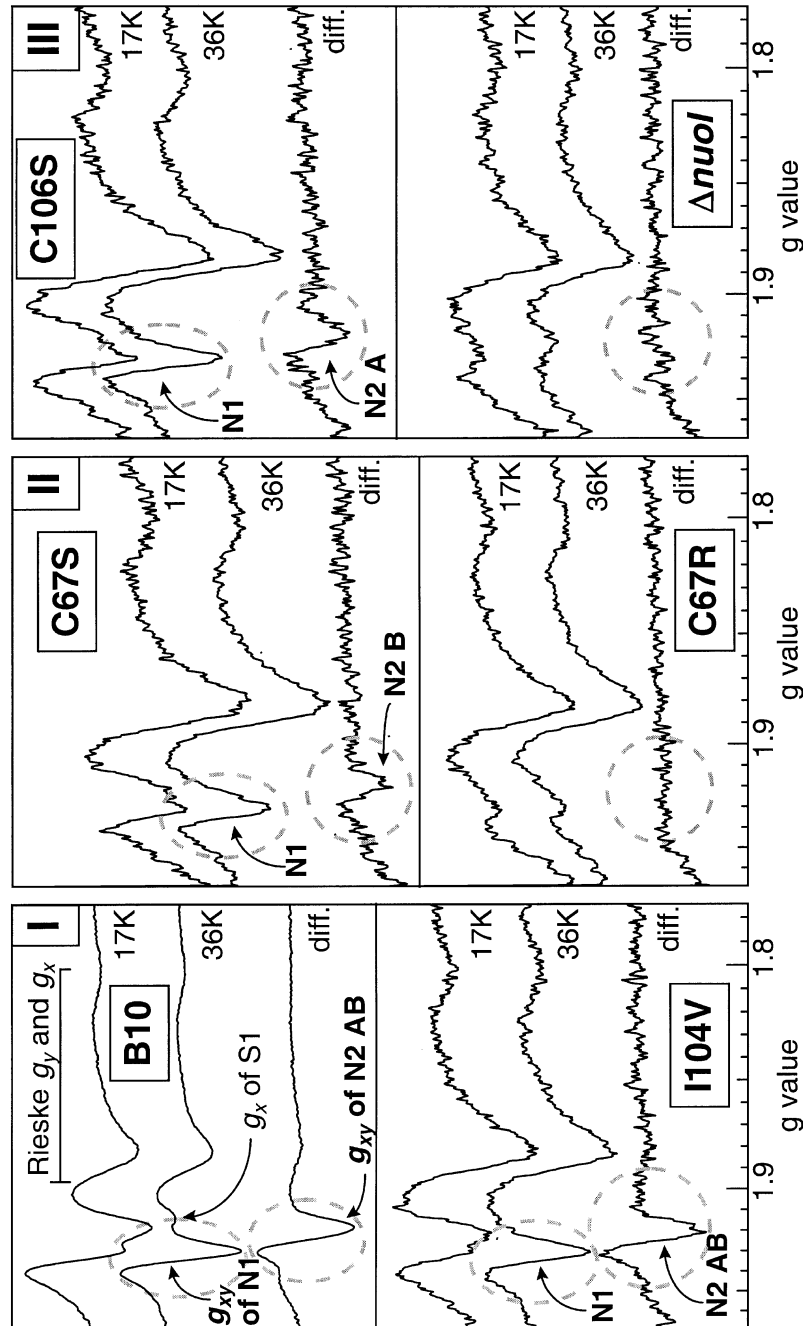 I
Rieske g_y and g_x
B10
17K
36K
diff.
g_x of S1
g_xy of N1
g_xy of N2 AB
17K
36K
diff.
N1
N2 AB
I104V
1.9
1.8
g value
II
C67S
17K
36K
diff.
N1
N2 B
17K
36K
diff.
C67R
1.9
1.8
g value
III
C106S
17K
36K
diff.
N1
N2 A
17K
36K
diff.
Δnuol
1.9
1.8
g value